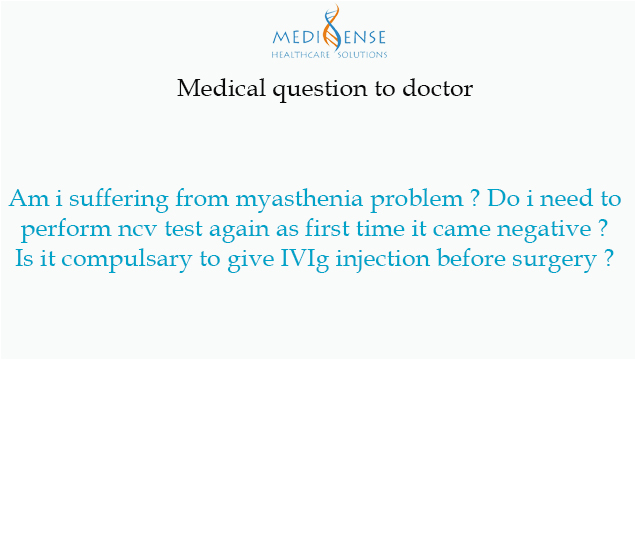 MEDISENSE
HEALTHCARE SOLUTIONS
Medical question to doctor
Am i suffering from myasthenia problem ? Do i need to
perform ncv test again as first time it came negative ?
Is it compulsary to give IVIg injection before surgery ?